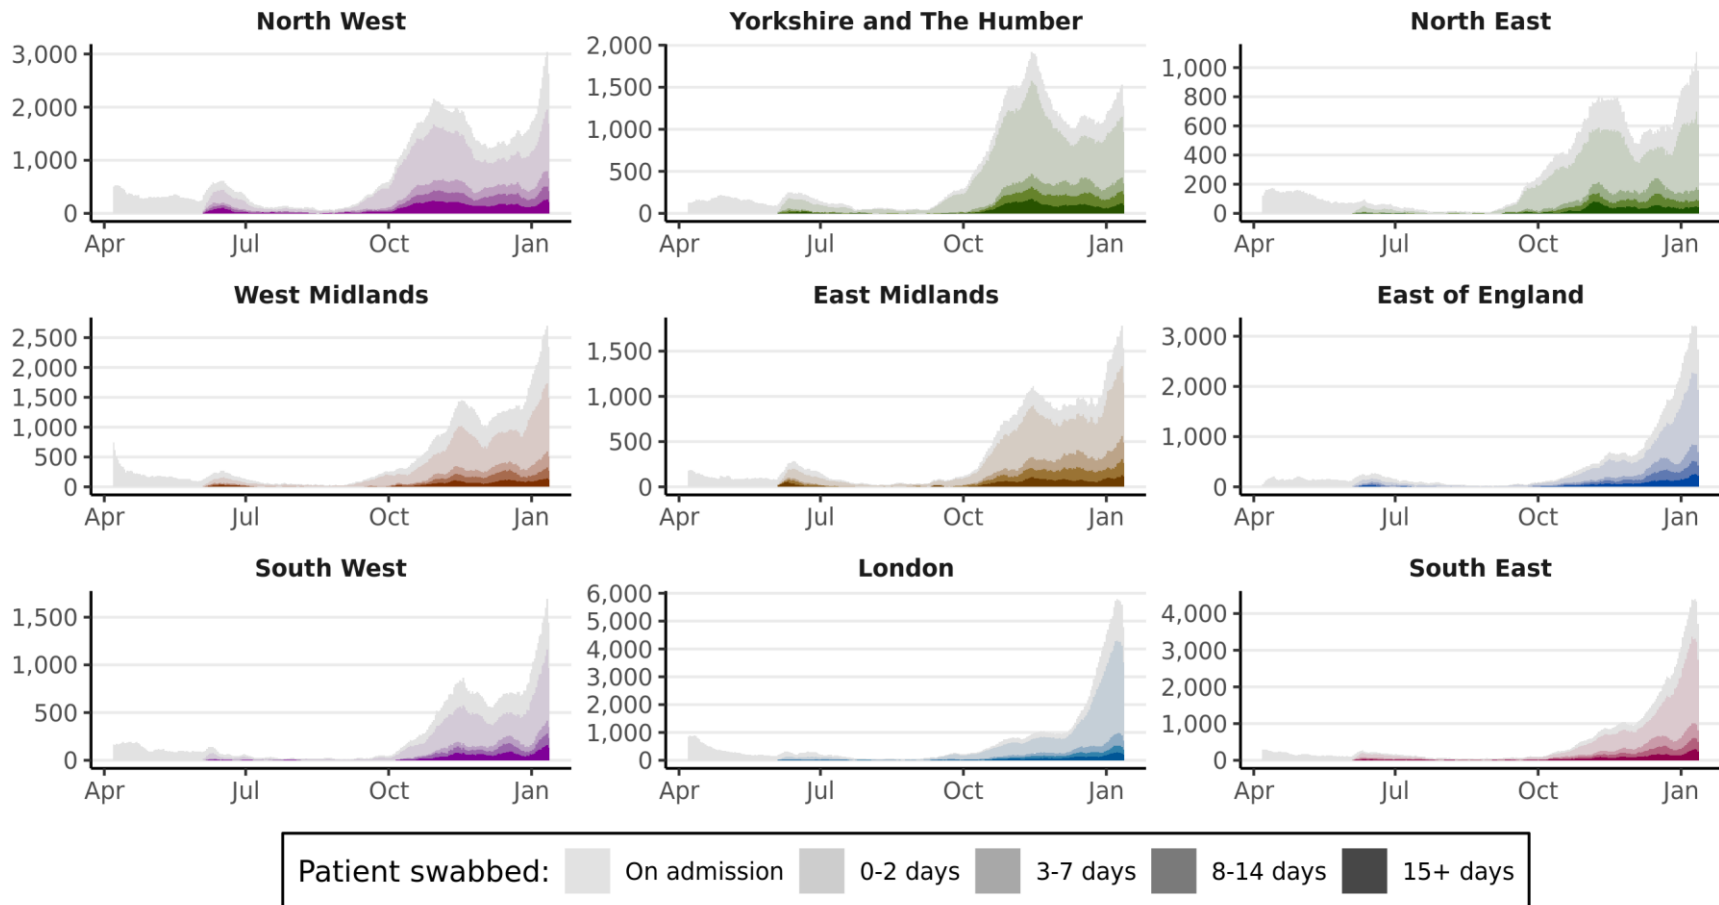 North West
3,000
2,000
1,000
0
Apr Jul Oct Jan
Yorkshire and The Humber
2,000
1,500
1,000
500
0
Apr Jul Oct Jan
North East
1,000
800
600
400
200
0
Apr Jul Oct Jan
West Midlands
2,500
2,000
1,500
1,000
500
0
Apr Jul Oct Jan
East Midlands
1,500
1,000
500
0
Apr Jul Oct Jan
East of England
3,000
2,000
1,000
0
Apr Jul Oct Jan
South West
1,500
1,000
500
0
Apr Jul Oct Jan
London
6,000
5,000
4,000
3,000
2,000
1,000
0
Apr Jul Oct Jan
South East
4,000
3,000
2,000
1,000
0
Apr Jul Oct Jan
Patient swabbed: On admission 0-2 days 3-7 days 8-14 days 15+ days